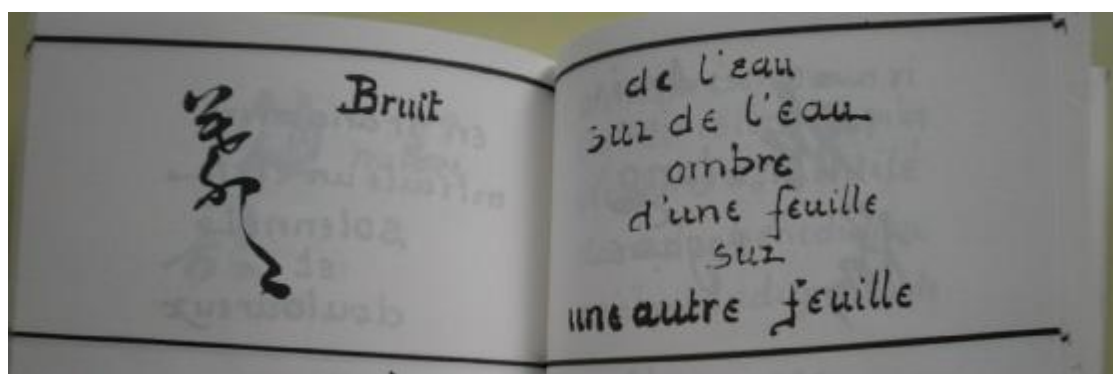 Bruit
de l'eau
sur de l'eau
ombre
d'une feuille
sur
une autre feuille